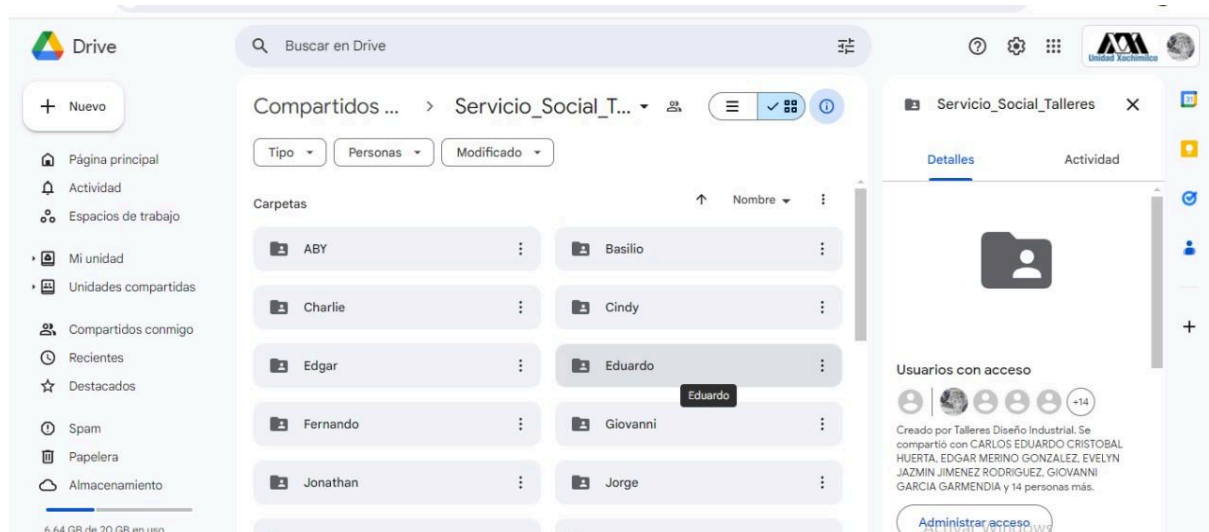 Drive
Buscar en Drive
Unidad Xochimilco
Nuevo
Compartidos ... > Servicio_Social_T...
Servicio_Social_Talleres
Tipo
Personas
Modificado
Detalles
Actividad
Página principal
Actividad
Espacios de trabajo
Mi unidad
Unidades compartidas
Compartidos conmigo
Recientes
Destacados
Spam
Papelera
Almacenamiento
6.64 GB de 20 GB en uso
Carpetas
Nombre
ABY
Basilio
Charlie
Cindy
Edgar
Eduardo
Eduardo
Fernando
Giovanni
Jonathan
Jorge
Usuarios con acceso
+14
Creado por Talleres Diseño Industrial. Se
compartió con CARLOS EDUARDO CRISTOBAL
HUERTA, EDGAR MERINO GONZALEZ, EVELYN
JAZMIN JIMENEZ RODRIGUEZ, GIOVANNI
GARCIA GARMENDIA y 14 personas más.
Administrar acceso
Activar Windows
31